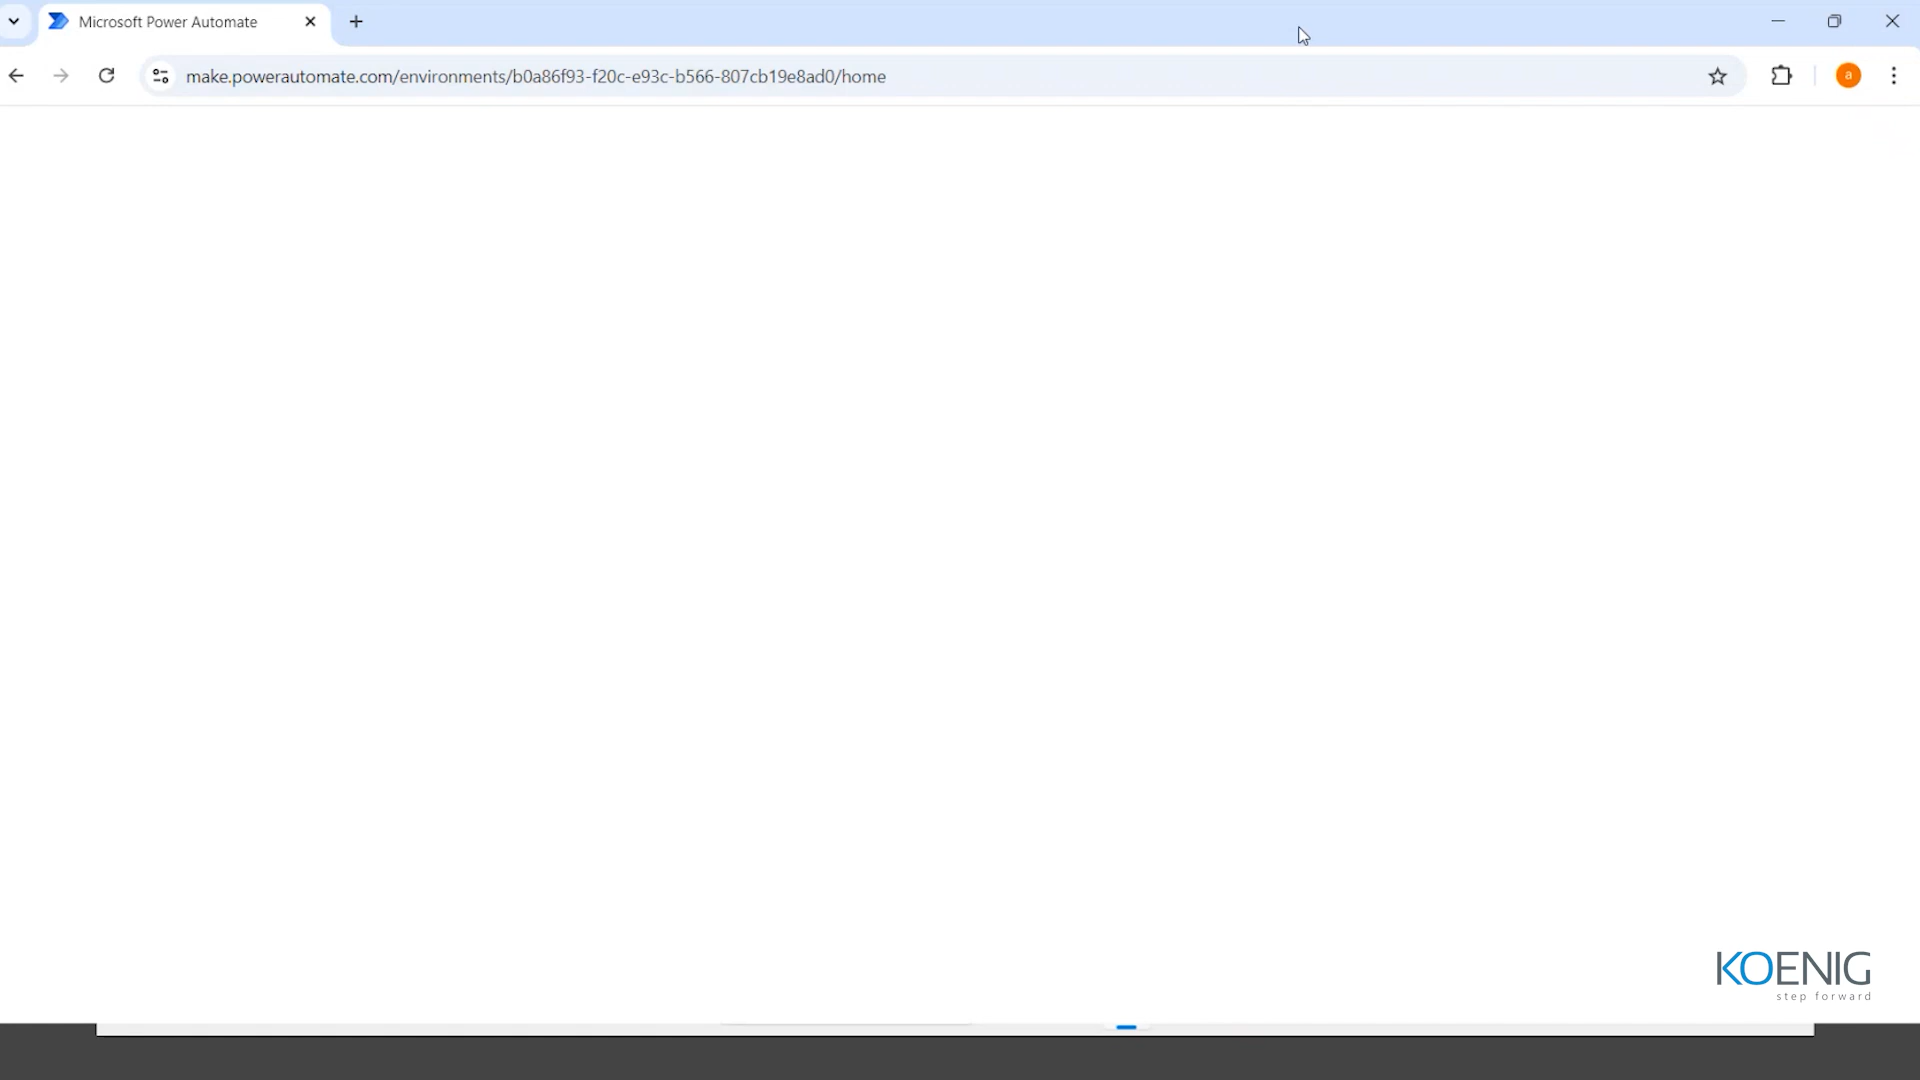 Microsoft Power Automate
make.powerautomate.com/environments/b0a86f93-f20c-e93c-b566-807cb19e8ad0/home
a
KOENIG
step forward